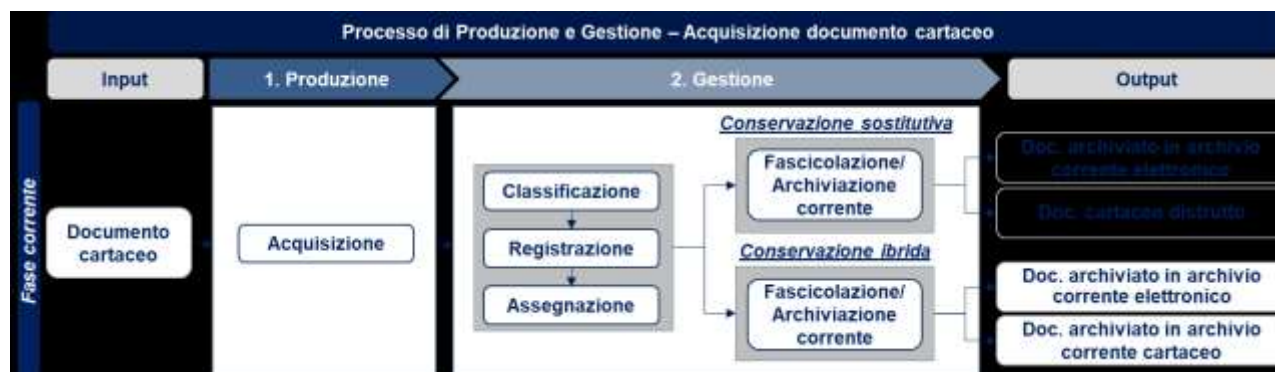 Processo di Produzione e Gestione – Acquisizione documento cartaceo
Input
1. Produzione
2. Gestione
Output
Fase corrente
Documento
cartaceo
Acquisizione
Classificazione
Registrazione
Assegnazione
Conservazione sostitutiva
Fascicolazione/
Archiviazione
corrente
Conservazione ibrida
Fascicolazione/
Archiviazione
corrente
Doc. archiviato in archivio
corrente elettronico
Doc. cartaceo distrutto
Doc. archiviato in archivio
corrente elettronico
Doc. archiviato in archivio
corrente cartaceo